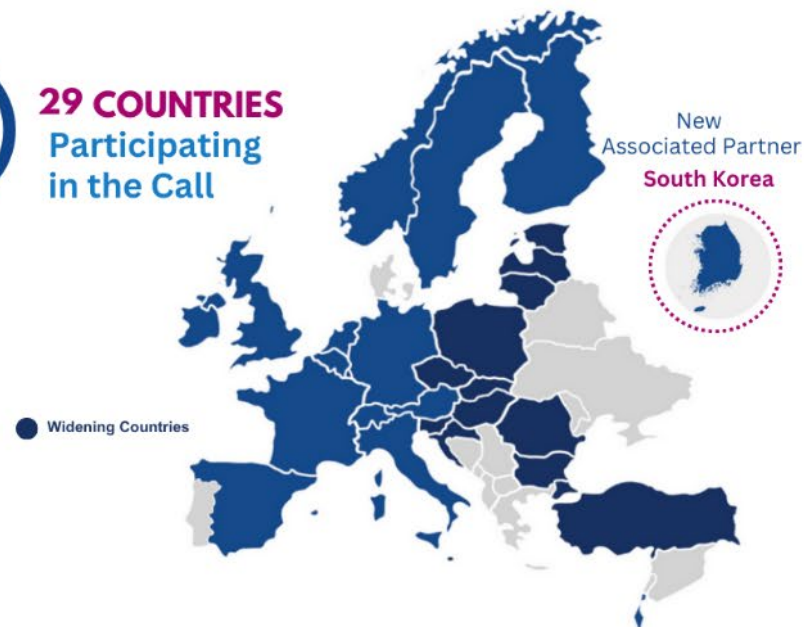 29 COUNTRIES
Participating
in the Call
New
Associated Partner
South Korea
Widening Countries